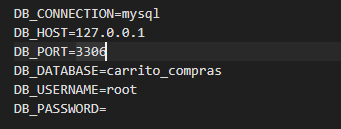 DB_CONNECTION=mysql
DB_HOST=127.0.0.1
DB_PORT=3306
DB_DATABASE=carrito_compras
DB_USERNAME=root
DB_PASSWORD=